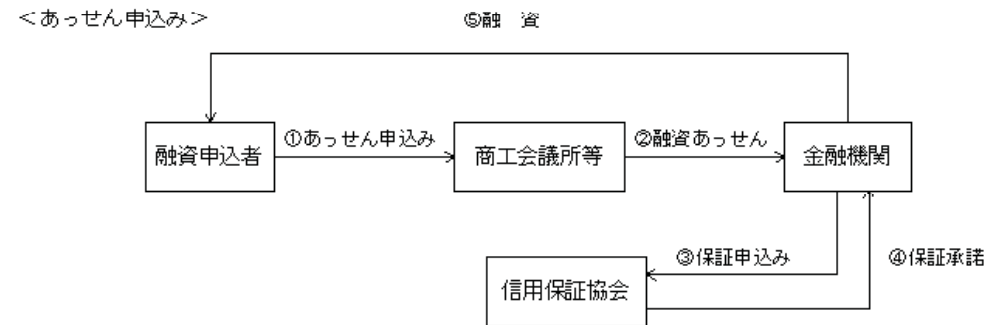 ＜あっせん申込み＞
⑤融　資
融資申込者
①あっせん申込み
商工会議所等
②融資あっせん
金融機関
③保証申込み
④保証承諾
信用保証協会